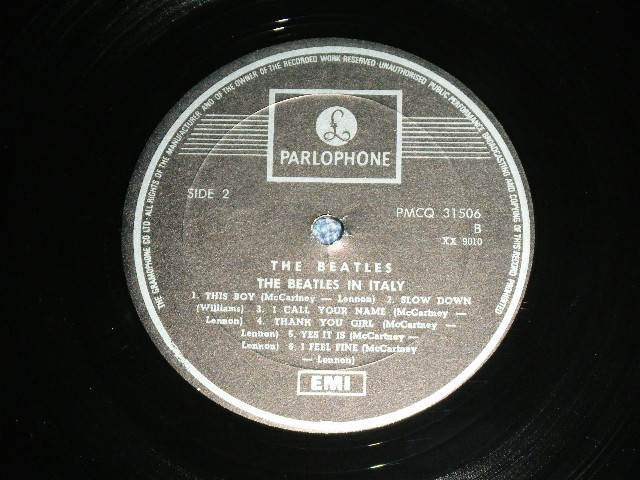 THE GRAMOPHONE CO LTD · ALL RIGHTS OF THE MANUFACTURER AND OF THE OWNER OF THE RECORDED WORK RESERVED · UNAUTHORISED PUBLIC PERFORMANCE BROADCASTING AND COPYING OF THIS RECORD PROHIBITED
£
PARLOPHONE
SIDE 2
PMCQ 31506
B
XX 9010
THE BEATLES
THE BEATLES IN ITALY
1. THIS BOY (McCartney — Lennon) 2. SLOW DOWN
(Williams) 3. I CALL YOUR NAME (McCartney —
Lennon) 4. THANK YOU GIRL (McCartney —
Lennon) 5. YES IT IS (McCartney —
Lennon) 6. I FEEL FINE (McCartney
— Lennon)
EMI